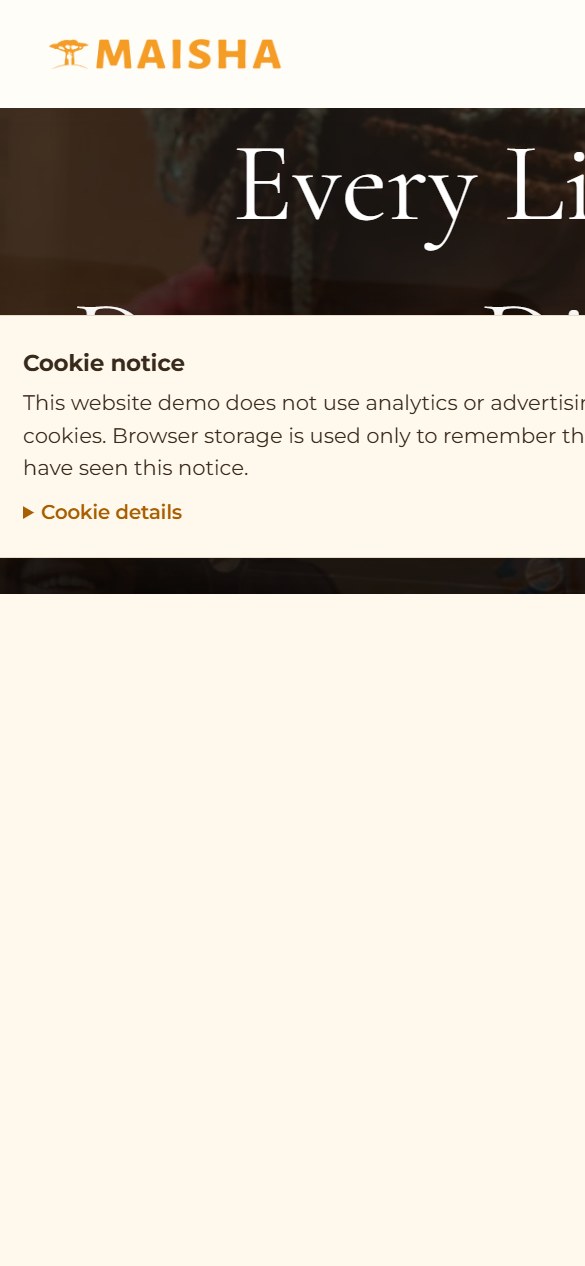 MAISHA
Every Li
Cookie notice
This website demo does not use analytics or advertisin
cookies. Browser storage is used only to remember th
have seen this notice.
Cookie details